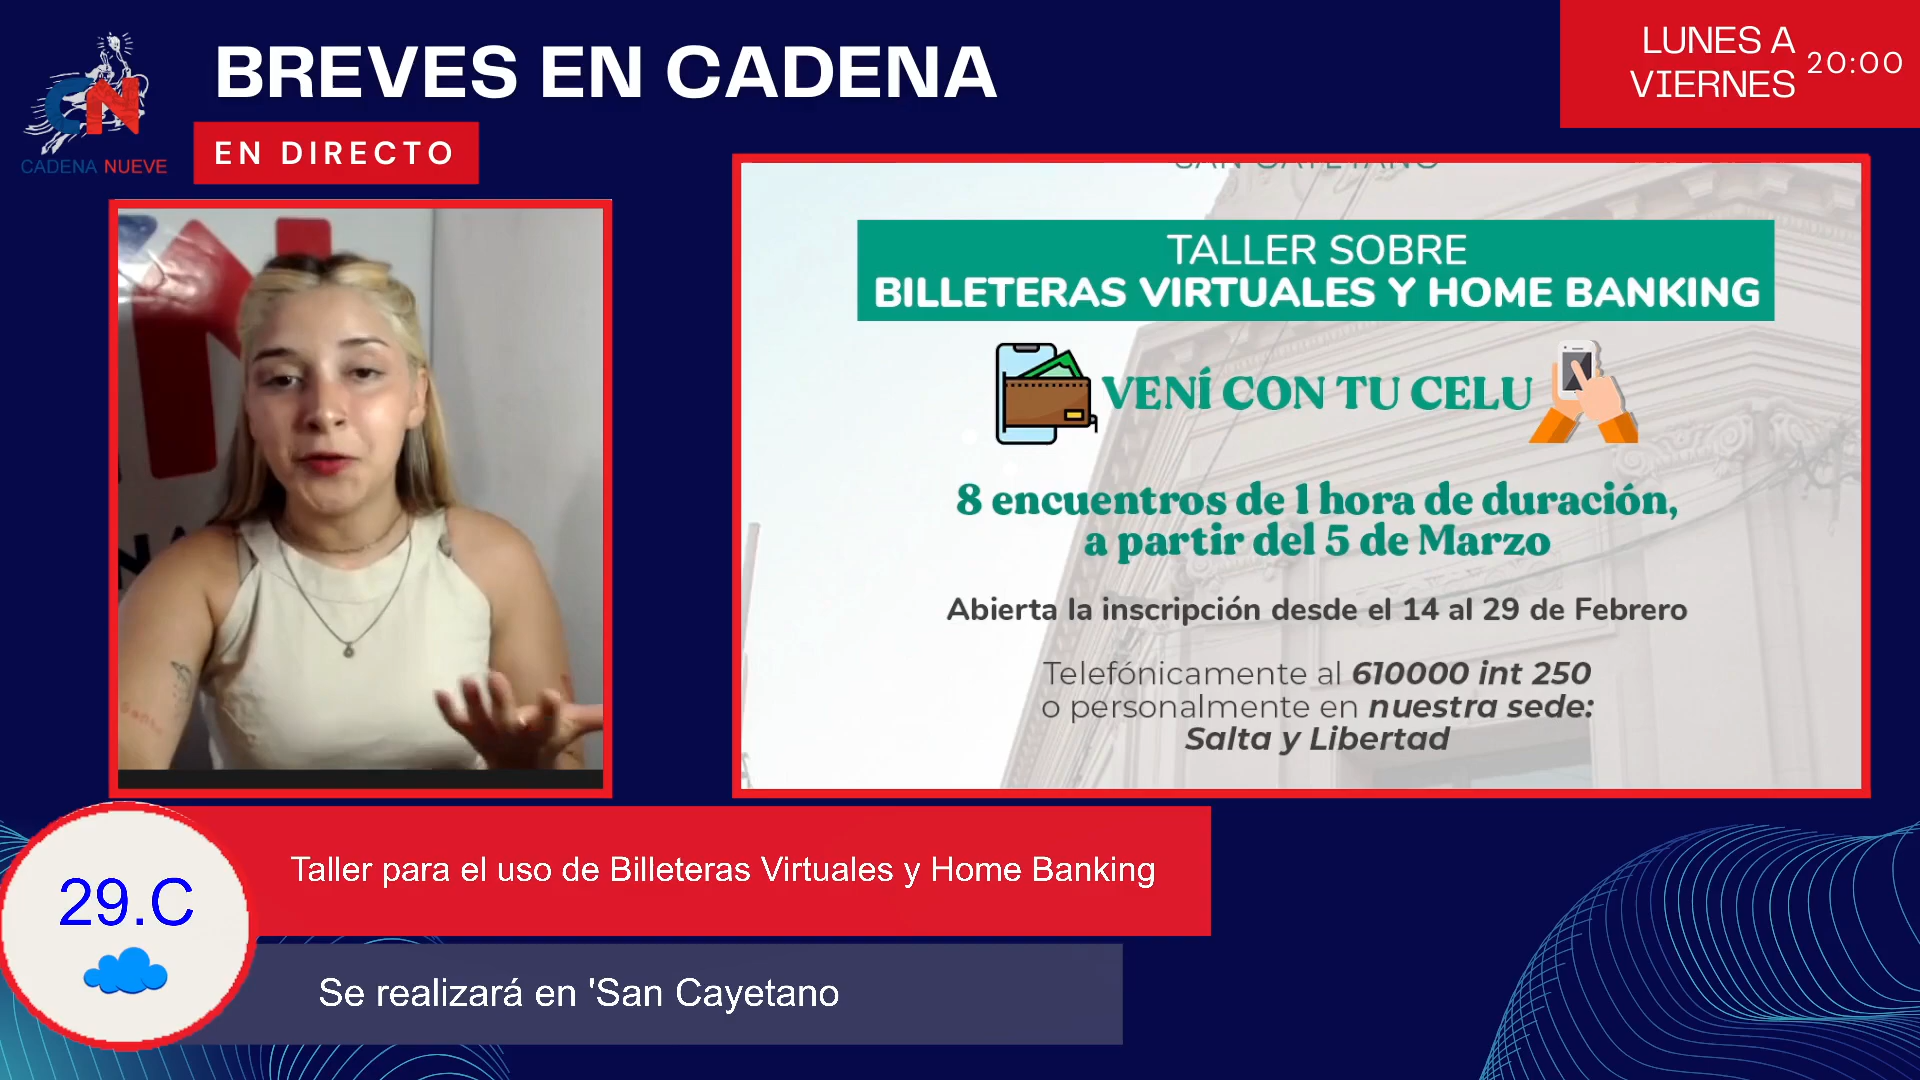 BREVES EN CADENA
LUNES A
VIERNES
20:00
CN
CADENA NUEVE
EN DIRECTO
SAN CAYETANO
TALLER SOBRE
BILLETERAS VIRTUALES Y HOME BANKING
VENÍ CON TU CELU
8 encuentros de 1 hora de duración,
a partir del 5 de Marzo
Abierta la inscripción desde el 14 al 29 de Febrero
Telefónicamente al 610000 int 250
o personalmente en nuestra sede:
Salta y Libertad
Taller para el uso de Billeteras Virtuales y Home Banking
29.C
Se realizará en 'San Cayetano